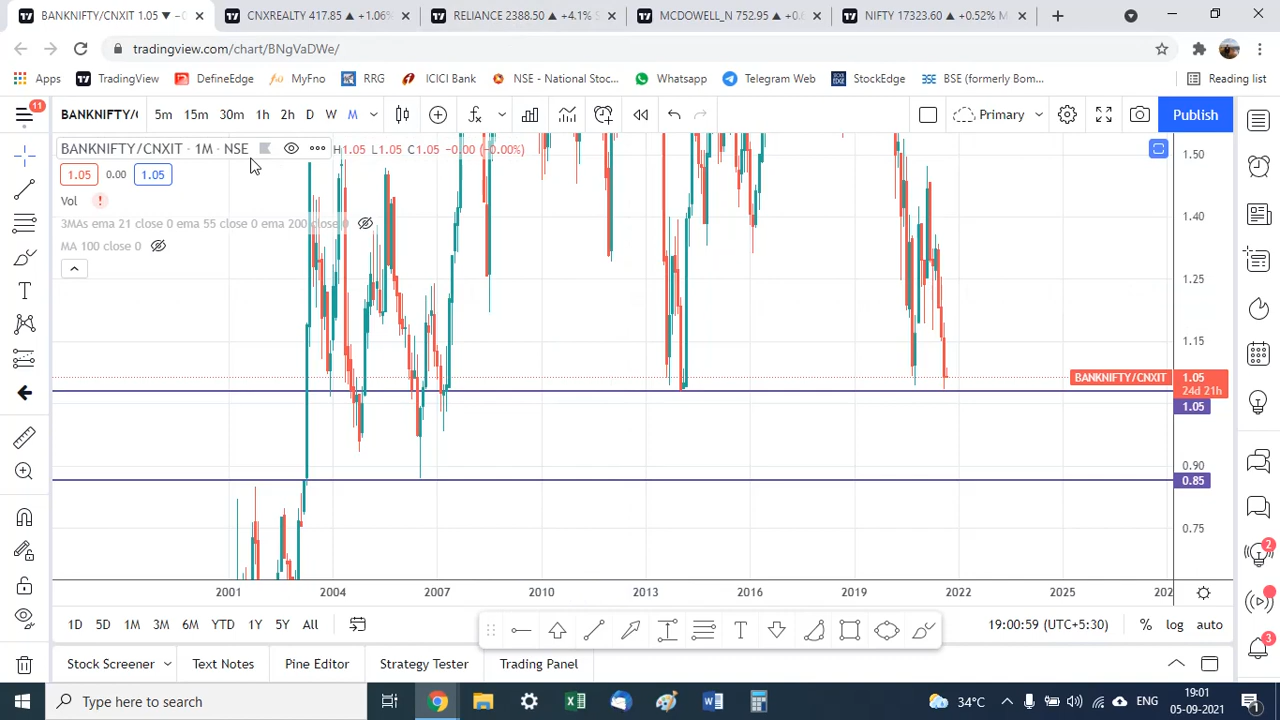 BANKNIFTY/CNXIT 1.05 ▼ −
CNXREALTY 417.85 ▲ +1.06%
RELIANCE 2388.50 ▲ +4.1% S
MCDOWELL_N 752.95 ▲ +0.
NIFTY 17323.60 ▲ +0.52% M
tradingview.com/chart/BNgVaDWe/
Apps
TradingView
DefineEdge
MyFno
RRG
ICICI Bank
NSE - National Stoc...
Whatsapp
Telegram Web
StockEdge
BSE (formerly Bom...
Reading list
11
BANKNIFTY/C
5m 15m 30m 1h 2h D W M
Primary
Publish
BANKNIFTY/CNXIT · 1M · NSE
H1.05 L1.05 C1.05 −0.00 (−0.00%)
1.05 0.00 1.05
Vol
3MAs ema 21 close 0 ema 55 close 0 ema 200 close 0
MA 100 close 0
1.50
1.40
1.25
1.15
BANKNIFTY/CNXIT 1.05
24d 21h
1.05
0.90
0.85
0.75
2001 2004 2007 2010 2013 2016 2019 2022 2025 202
1D 5D 1M 3M 6M YTD 1Y 5Y All
19:00:59 (UTC+5:30)
% log auto
2
3
Stock Screener
Text Notes
Pine Editor
Strategy Tester
Trading Panel
Type here to search
34°C
ENG
19:01
05-09-2021
1